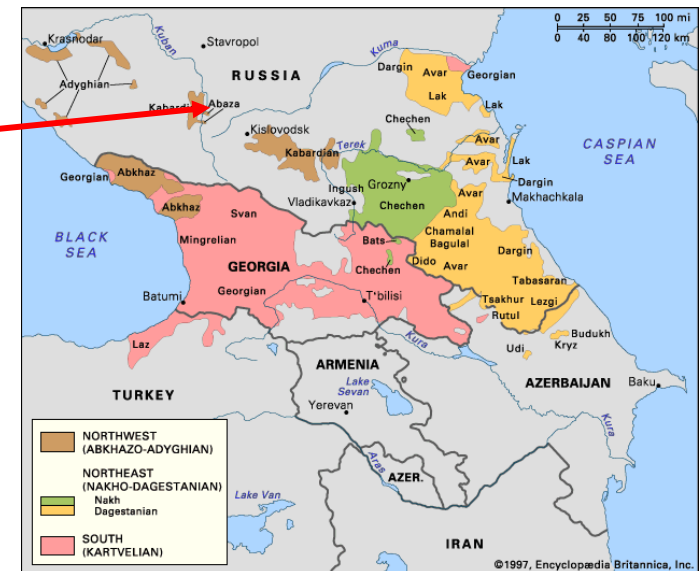 0 25 50 75 100 mi
0 40 80 100 120 km
Krasnodar
Kuban
Stavropol
Kuma
RUSSIA
Dargin
Avar
Georgian
Adyghian
Lak
Lak
Abaza
Chechen
Kislovodsk
Avar
CASPIAN
SEA
Terek
Kabardian
Avar
Lak
Georgian
Abkhaz
Ingush
Grozny
Dargin
Vladikavkaz
Chechen
Avar
Makhachkala
Abkhaz
Svan
Andi
Chamalal
Bagulal
BLACK
SEA
Mingrelian
Bats
Dargin
GEORGIA
Chechen
Dido
Avar
Tabasaran
Batumi
Georgian
T'bilisi
Tsakhur
Lezgi
Rutul
Laz
Kura
Budukh
Kryz
Udi
ARMENIA
Lake
Sevan
AZERBAIJAN
Baku
TURKEY
Yerevan
Kura
NORTHWEST
(ABKHAZO-ADYGHIAN)
NORTHEAST
(NAKHO-DAGESTANIAN)
Nakh
Dagestanian
SOUTH
(KARTVELIAN)
Aras
AZER.
Lake Van
IRAN
©1997, Encyclopædia Britannica, Inc.